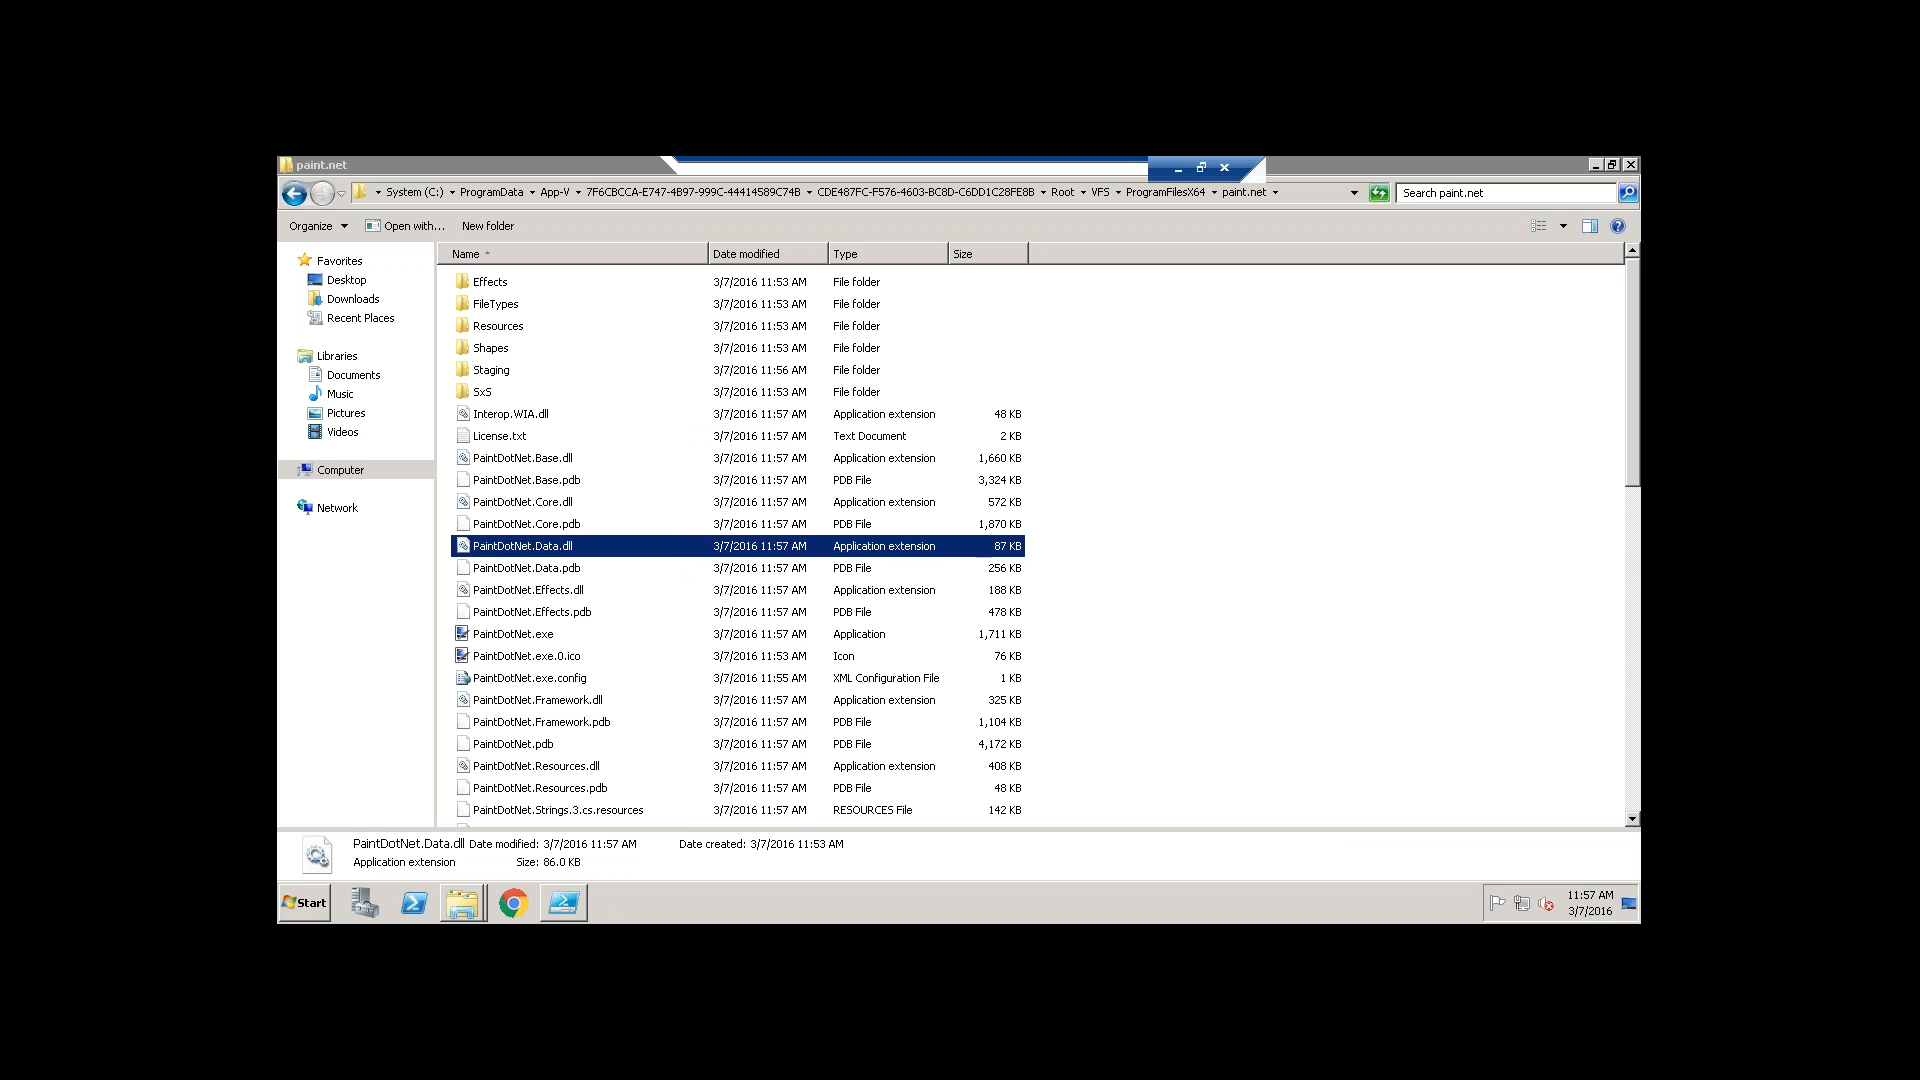 paint.net
System (C:) ProgramData App-V 7F6CBCCA-E747-4B97-999C-44414589C74B CDE487FC-F576-4603-BC8D-C6DD1C28FE8B Root VFS ProgramFilesX64 paint.net Search paint.net
Organize Open with... New folder
Name Date modified Type Size
Favorites
Desktop
Downloads
Recent Places
Libraries
Documents
Music
Pictures
Videos
Computer
Network
Effects 3/7/2016 11:53 AM File folder
FileTypes 3/7/2016 11:53 AM File folder
Resources 3/7/2016 11:53 AM File folder
Shapes 3/7/2016 11:53 AM File folder
Staging 3/7/2016 11:56 AM File folder
SxS 3/7/2016 11:53 AM File folder
Interop.WIA.dll 3/7/2016 11:57 AM Application extension 48 KB
License.txt 3/7/2016 11:57 AM Text Document 2 KB
PaintDotNet.Base.dll 3/7/2016 11:57 AM Application extension 1,660 KB
PaintDotNet.Base.pdb 3/7/2016 11:57 AM PDB File 3,324 KB
PaintDotNet.Core.dll 3/7/2016 11:57 AM Application extension 572 KB
PaintDotNet.Core.pdb 3/7/2016 11:57 AM PDB File 1,870 KB
PaintDotNet.Data.dll 3/7/2016 11:57 AM Application extension 87 KB
PaintDotNet.Data.pdb 3/7/2016 11:57 AM PDB File 256 KB
PaintDotNet.Effects.dll 3/7/2016 11:57 AM Application extension 188 KB
PaintDotNet.Effects.pdb 3/7/2016 11:57 AM PDB File 478 KB
PaintDotNet.exe 3/7/2016 11:57 AM Application 1,711 KB
PaintDotNet.exe.0.ico 3/7/2016 11:53 AM Icon 76 KB
PaintDotNet.exe.config 3/7/2016 11:55 AM XML Configuration File 1 KB
PaintDotNet.Framework.dll 3/7/2016 11:57 AM Application extension 325 KB
PaintDotNet.Framework.pdb 3/7/2016 11:57 AM PDB File 1,104 KB
PaintDotNet.pdb 3/7/2016 11:57 AM PDB File 4,172 KB
PaintDotNet.Resources.dll 3/7/2016 11:57 AM Application extension 408 KB
PaintDotNet.Resources.pdb 3/7/2016 11:57 AM PDB File 48 KB
PaintDotNet.Strings.3.cs.resources 3/7/2016 11:57 AM RESOURCES File 142 KB
PaintDotNet.Data.dll Date modified: 3/7/2016 11:57 AM Date created: 3/7/2016 11:53 AM
Application extension Size: 86.0 KB
Start
11:57 AM
3/7/2016